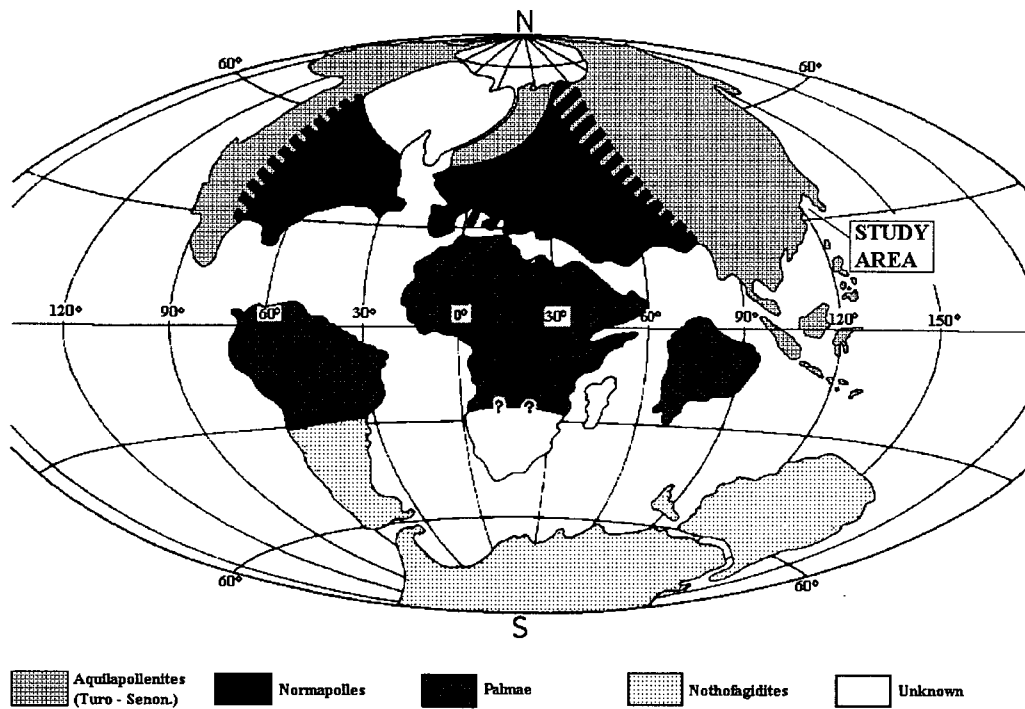 N
60°
60°
STUDY
AREA
120°
90°
60°
30°
0°
30°
60°
90°
120°
150°
? ?
60°
60°
S
Aquilapollenites
(Turo - Senon.)
Normapolles
Palmae
Nothofagidites
Unknown